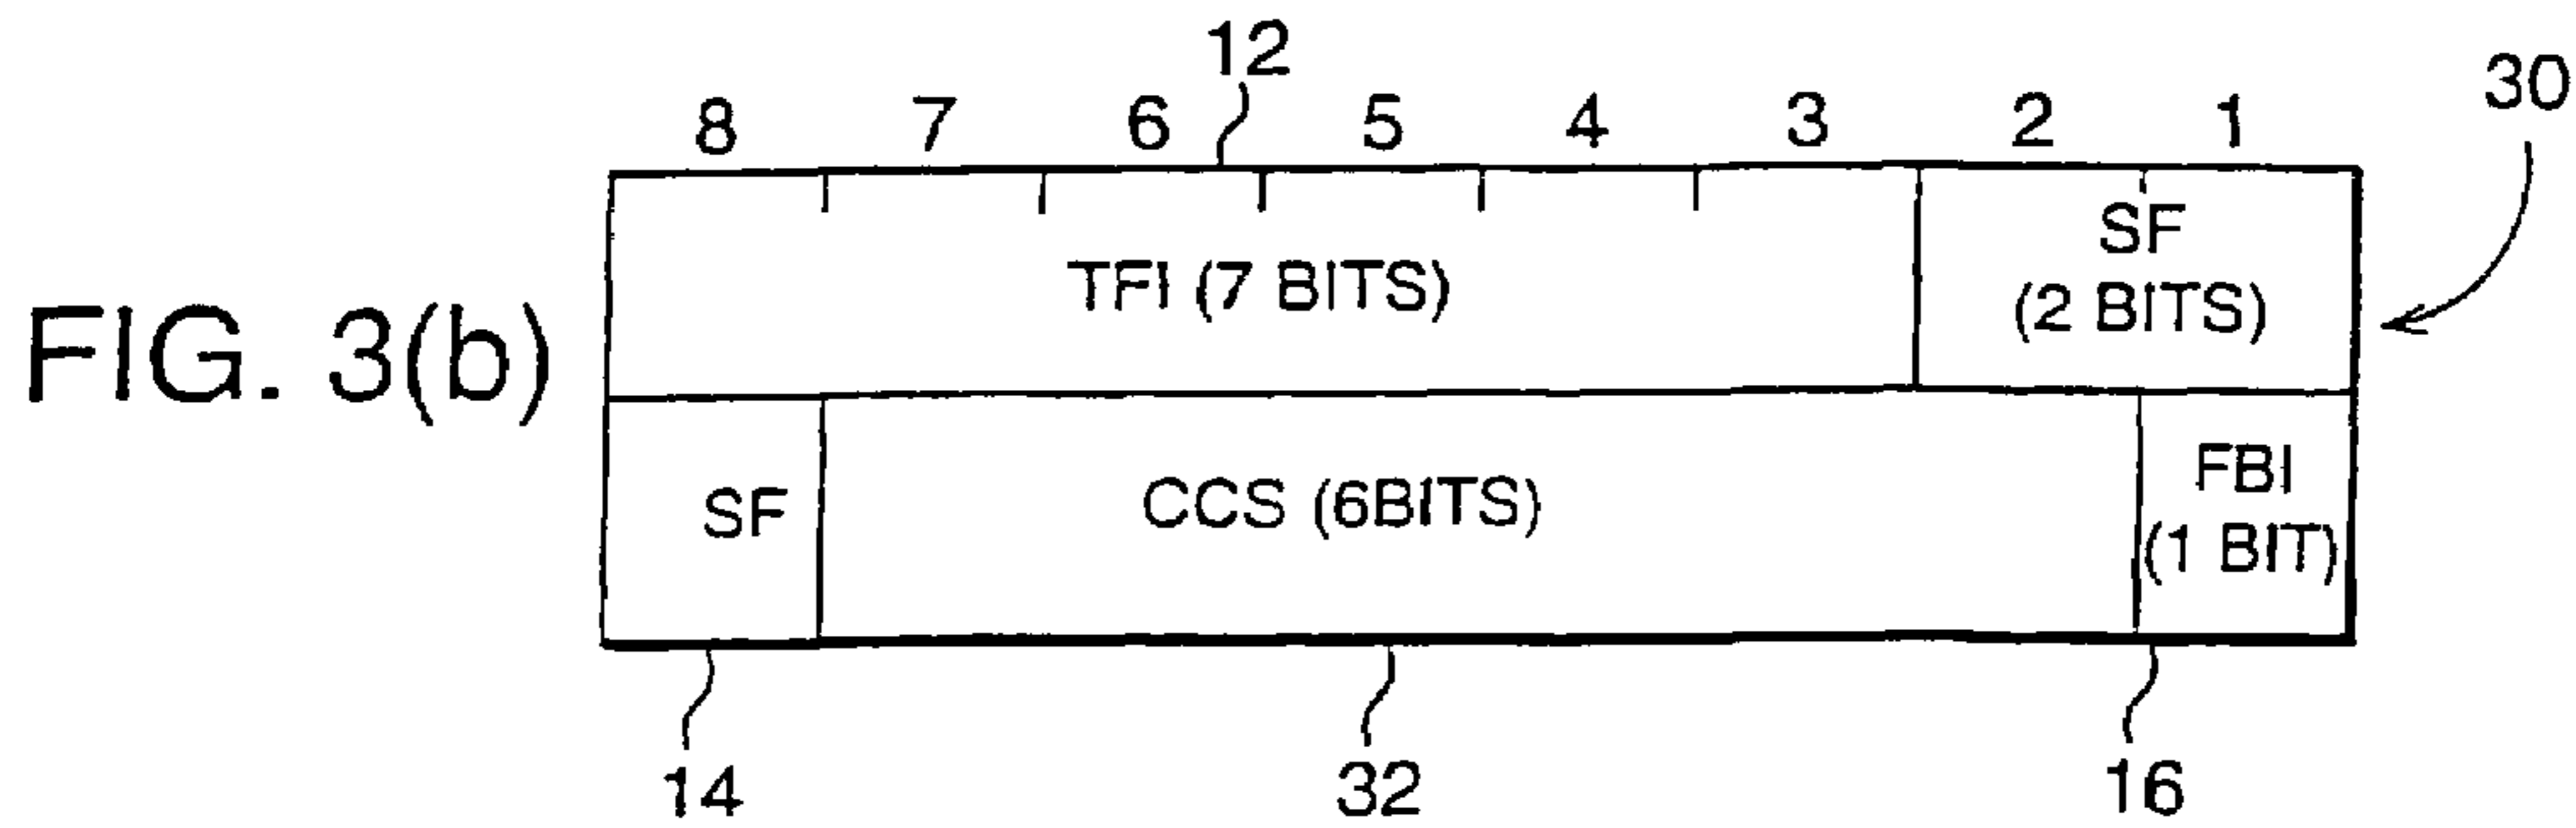 12
30
8 7 6 5 4 3 2 1
SF
TFI (7 BITS)
(2 BITS)
FIG. 3(b)
FBI
SF
CCS (6BITS)
(1 BIT)
14
32
16